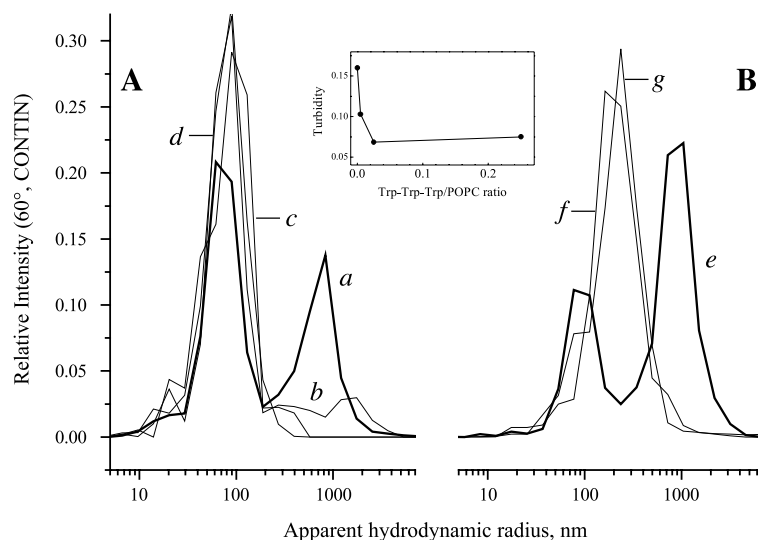 0.30
0.25
0.20
0.15
0.10
0.05
0.00
Relative Intensity (60°, CONTIN)
A
d
c
a
b
10
100
1000
0.15
0.10
0.05
Turbidity
0.0
0.1
0.2
Trp-Trp-Trp/POPC ratio
B
g
f
e
10
100
1000
Apparent hydrodynamic radius, nm